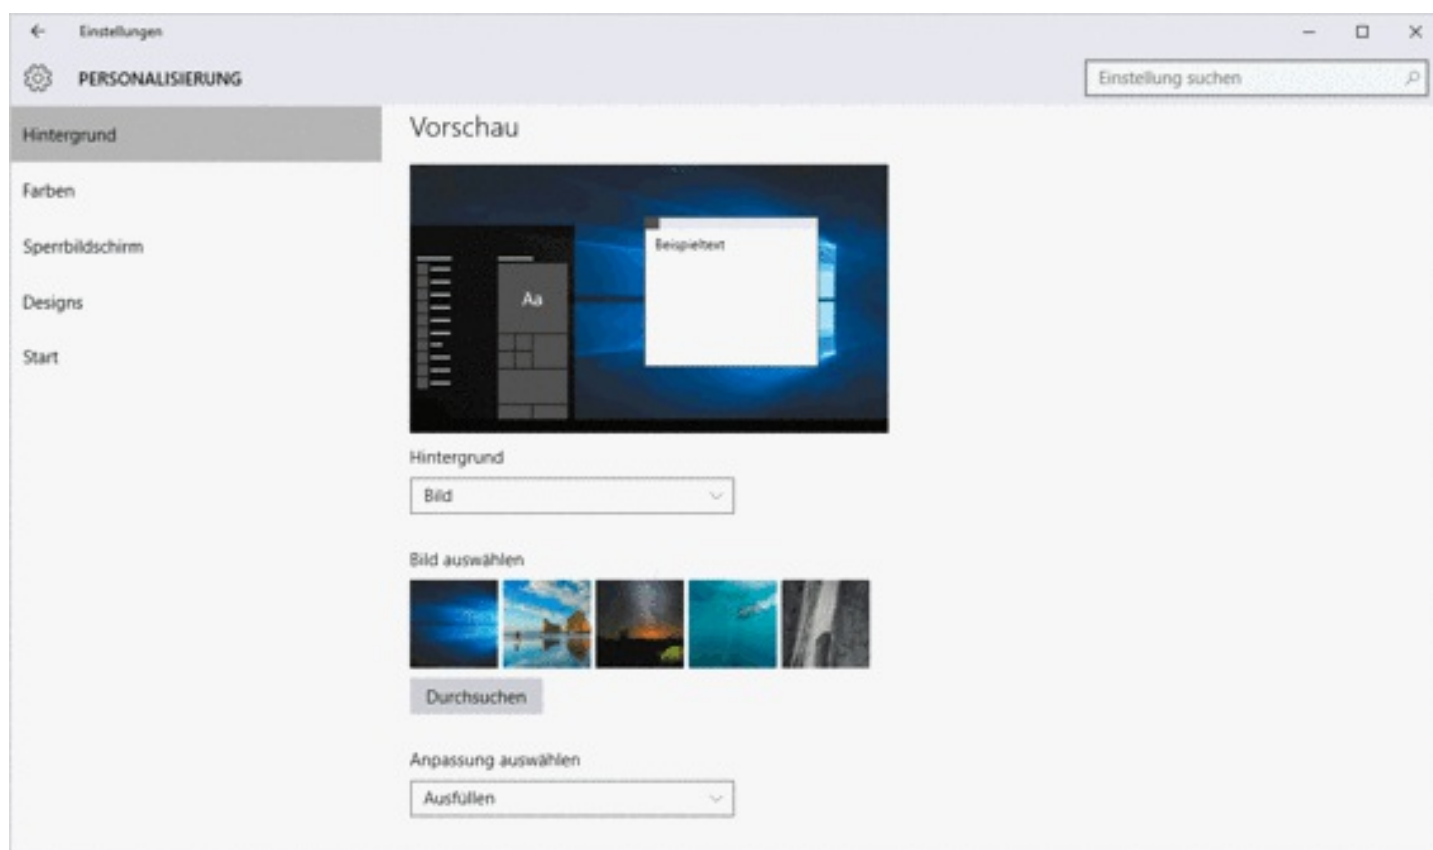 Einstellungen
PERSONALISIERUNG
Einstellung suchen
Hintergrund
Farben
Sperrbildschirm
Designs
Start
Vorschau
Beispieltext
Aa
Hintergrund
Bild
Bild auswählen
Durchsuchen
Anpassung auswählen
Ausfüllen